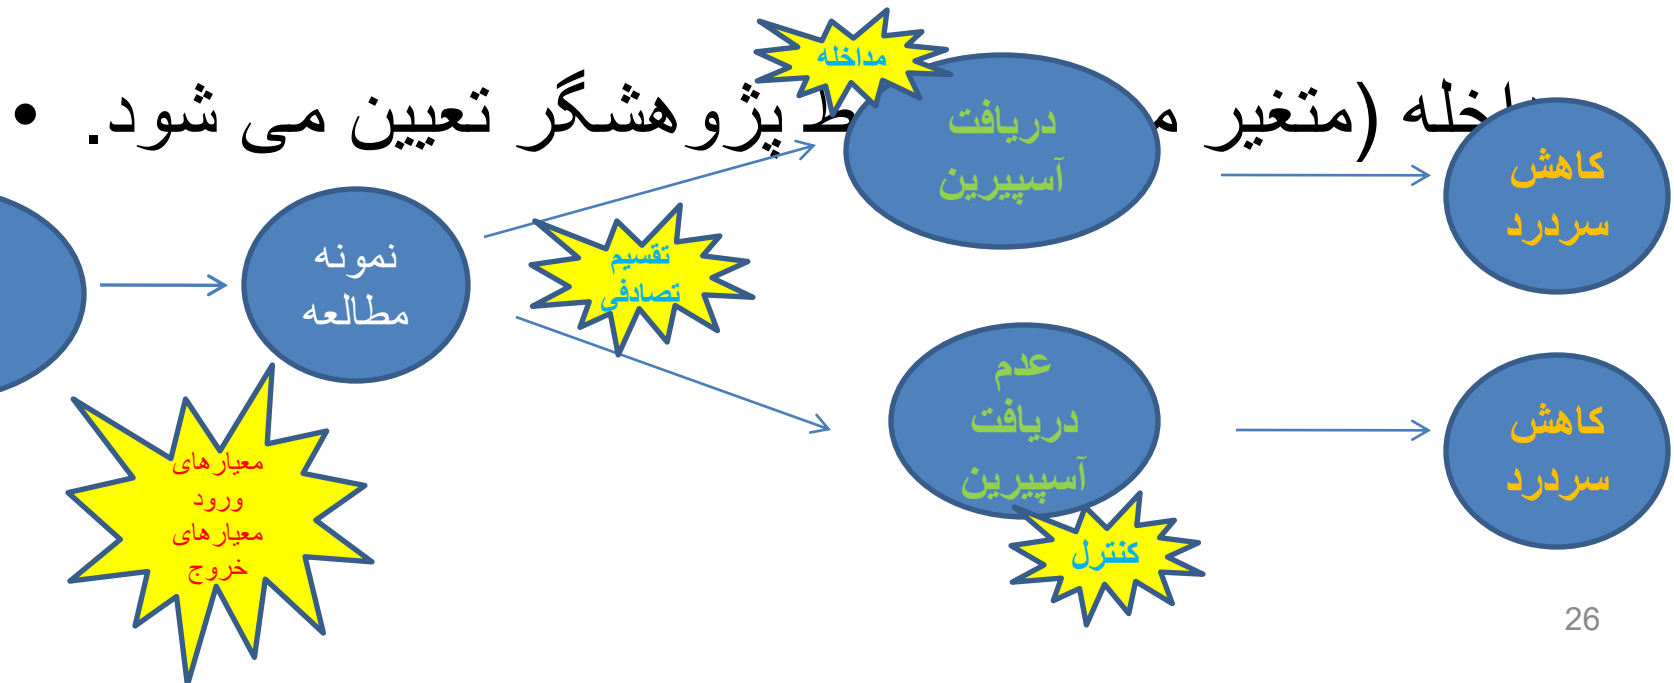 مداخله
خله (متغیر م ط پژوهشگر تعیین می شود. •
دریافت
آسپیرین
کاهش
سردرد
نمونه
مطالعه
تقسیم
تصادفی
عدم
دریافت
آسپیرین
کاهش
سردرد
معیارهای
ورود
معیارهای
خروج
کنترل
26